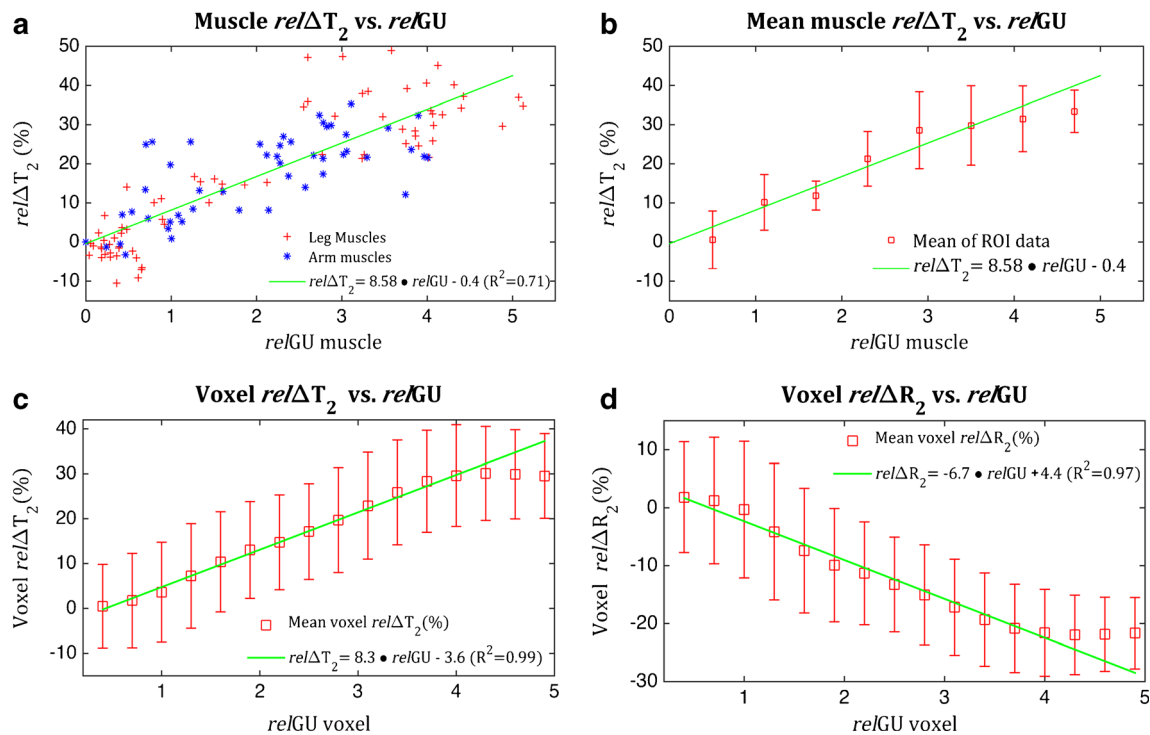 a
Muscle relΔT₂ vs. relGU
relΔT₂ (%)
50
40
30
20
10
0
-10
+ Leg Muscles
* Arm muscles
relΔT₂= 8.58 • relGU - 0.4 (R²=0.71)
0 1 2 3 4 5
relGU muscle
b
Mean muscle relΔT₂ vs. relGU
relΔT₂ (%)
50
40
30
20
10
0
-10
Mean of ROI data
relΔT₂= 8.58 • relGU - 0.4
0 1 2 3 4 5
relGU muscle
c
Voxel relΔT₂ vs. relGU
Voxel relΔT₂(%)
40
30
20
10
0
-10
Mean voxel relΔT₂(%)
relΔT₂= 8.3 • relGU - 3.6 (R²=0.99)
1 2 3 4 5
relGU voxel
d
Voxel relΔR₂ vs. relGU
Voxel relΔR₂(%)
10
0
-10
-20
-30
Mean voxel relΔR₂(%)
relΔR₂= -6.7 • relGU +4.4 (R²=0.97)
1 2 3 4 5
relGU voxel